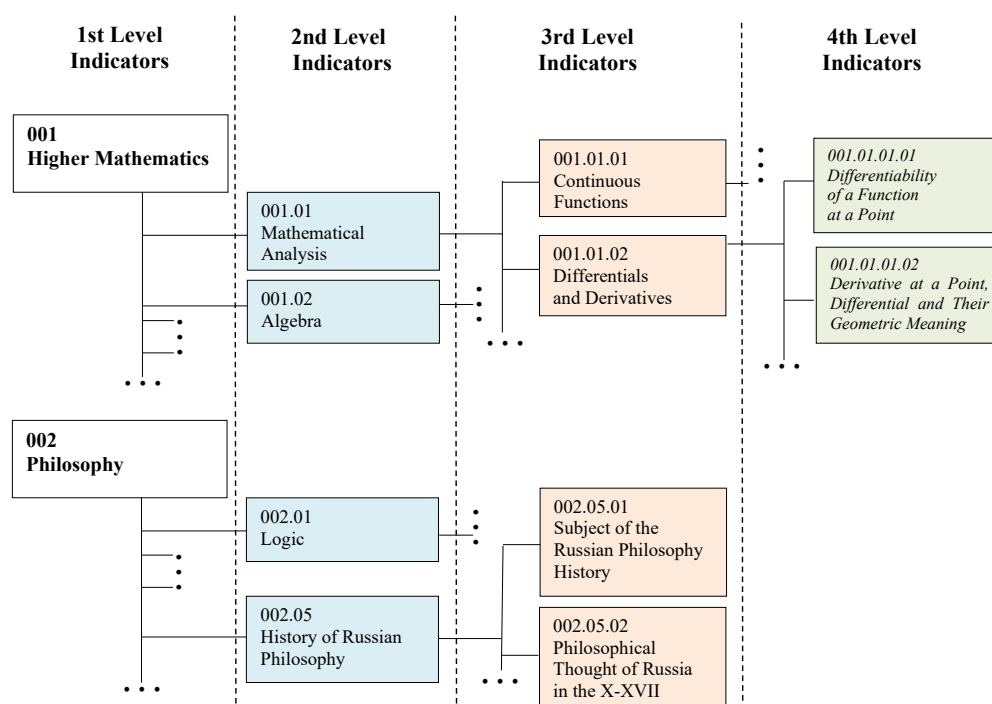 1st Level
Indicators
2nd Level
Indicators
3rd Level
Indicators
4th Level
Indicators
001
Higher Mathematics
001.01
Mathematical
Analysis
001.02
Algebra
001.01.01
Continuous
Functions
001.01.02
Differentials
and Derivatives
001.01.01.01
Differentiability
of a Function
at a Point
001.01.01.02
Derivative at a Point,
Differential and Their
Geometric Meaning
002
Philosophy
002.01
Logic
002.05
History of Russian
Philosophy
002.05.01
Subject of the
Russian Philosophy
History
002.05.02
Philosophical
Thought of Russia
in the X-XVII